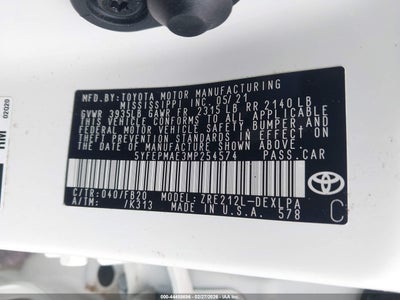 MFD.BY:TOYOTA MOTOR MANUFACTURING
MISSISSIPPI, INC. 05/21
GVWR 3935LB GAWR FR 2315LB RR 2140LB
THIS VEHICLE CONFORMS TO ALL APPLICABLE
FEDERAL MOTOR VEHICLE SAFETY, BUMPER, AND
THEFT PREVENTION STANDARDS IN EFFECT ON
THE DATE OF MANUFACTURE SHOWN ABOVE.
5YFEPMAE3MP254574 PASS.CAR
C/TR:040/FB20 ZRE212L-DEXLPA
A/TM: /K313 MADE IN U.S.A. 578
TOYOTA
C